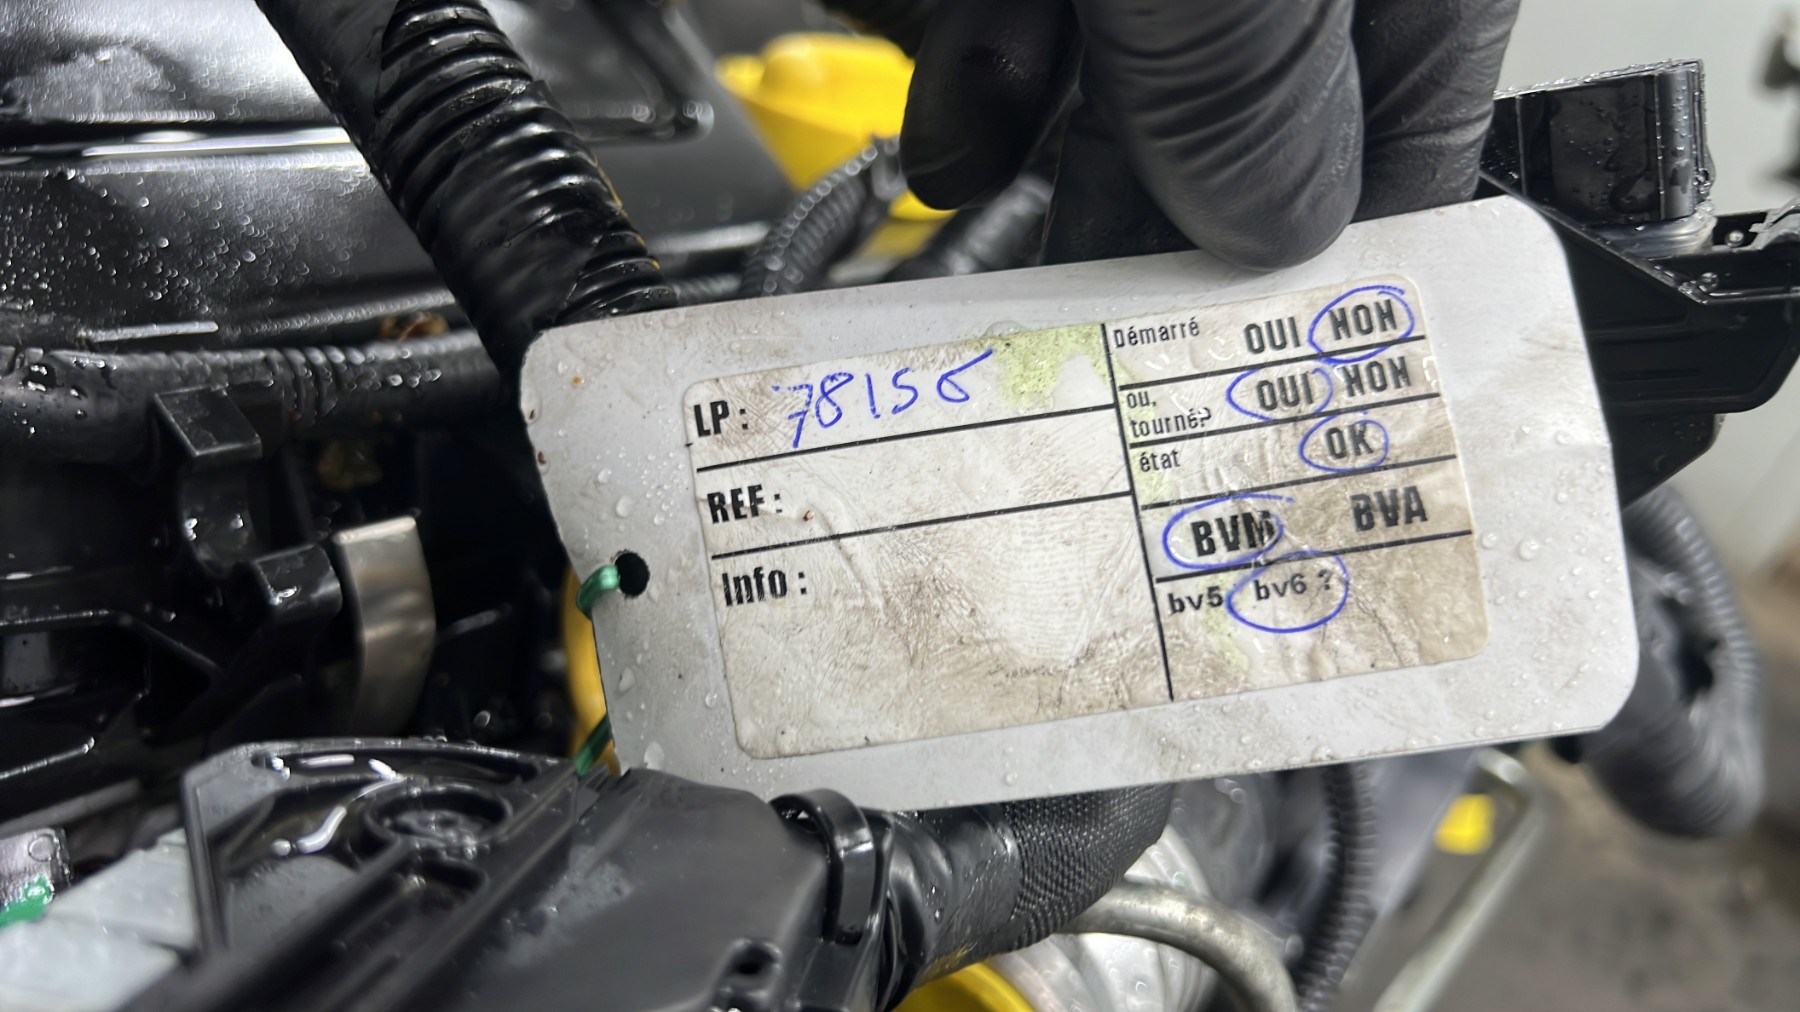 LP : 78156
REF :
Info :
Démarré OUI NON
ou, tourné? OUI NON
état OK
BVM BVA
bv5 bv6 ?